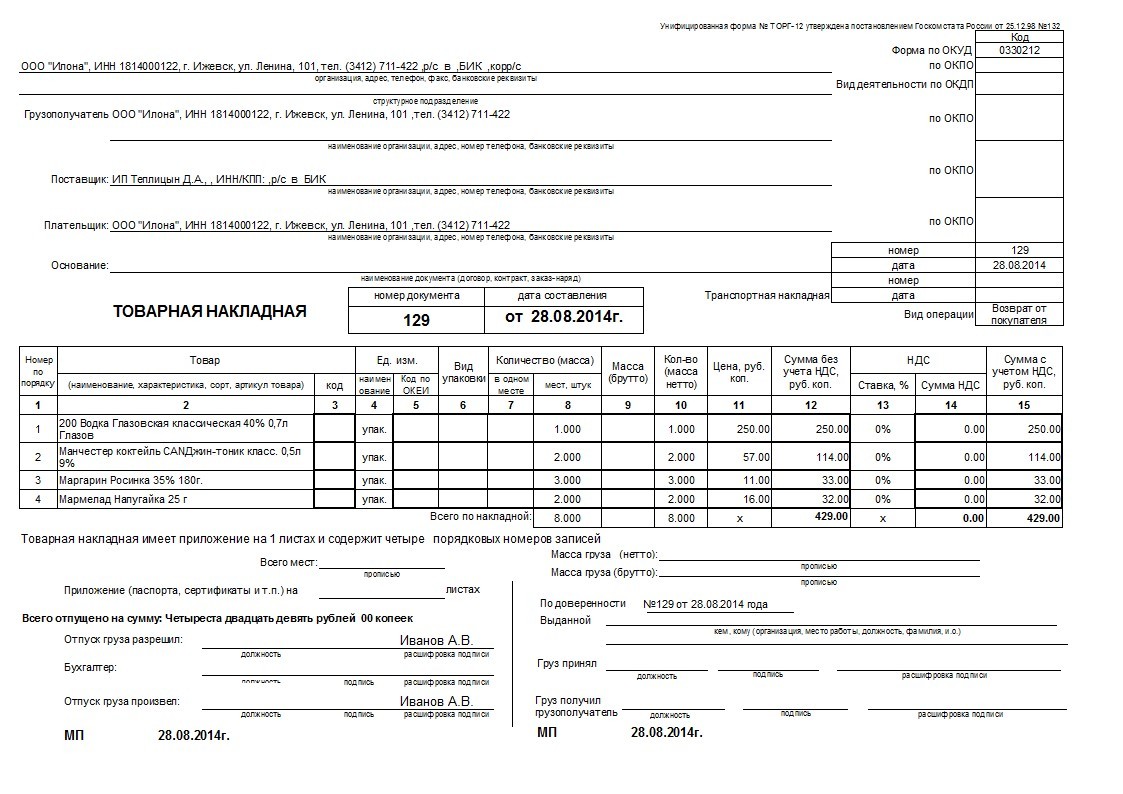 Унифицированная форма № ТОРГ-12 утверждена постановлением Госкомстата России от 25.12.98 №132
Код
Форма по ОКУД 0330212
ООО "Илона", ИНН 1814000122, г. Ижевск, ул. Ленина, 101, тел. (3412) 711-422 ,р/с в ,БИК ,корр/с по ОКПО
организация, адрес, телефон, факс, банковские реквизиты
Вид деятельности по ОКДП
структурное подразделение
Грузополучатель ООО "Илона", ИНН 1814000122, г. Ижевск, ул. Ленина, 101 ,тел. (3412) 711-422 по ОКПО
наименование организации, адрес, номер телефона, банковские реквизиты
по ОКПО
Поставщик: ИП Теплицын Д.А., , ИНН/КПП: ,р/с в БИК
наименование организации, адрес, номер телефона, банковские реквизиты
Плательщик: ООО "Илона", ИНН 1814000122, г. Ижевск, ул. Ленина, 101 ,тел. (3412) 711-422 по ОКПО
наименование организации, адрес, номер телефона, банковские реквизиты
номер 129
Основание: дата 28.08.2014
наименование документа (договор, контракт, заказ-наряд)
номер
Транспортная накладная дата
Вид операции Возврат от покупателя
ТОВАРНАЯ НАКЛАДНАЯ
номер документа дата составления
129 от 28.08.2014г.
Номер по порядку Товар Ед. изм. Вид упаковки Количество (масса) Масса (брутто) Кол-во (масса нетто) Цена, руб. коп. Сумма без учета НДС, руб. коп. НДС Сумма с учетом НДС, руб. коп.
(наименование, характеристика, сорт, артикул товара) код наимен ование Код по ОКЕИ в одном месте мест, штук Ставка, % Сумма НДС
1 2 3 4 5 6 7 8 9 10 11 12 13 14 15
1 200 Водка Глазовская классическая 40% 0,7л Глазов упак. 1.000 1.000 250.00 250.00 0% 0.00 250.00
2 Манчестер коктейль CANДжин-тоник класс. 0,5л 9% упак. 2.000 2.000 57.00 114.00 0% 0.00 114.00
3 Маргарин Росинка 35% 180г. упак. 3.000 3.000 11.00 33.00 0% 0.00 33.00
4 Мармелад Напугайка 25 г упак. 2.000 2.000 16.00 32.00 0% 0.00 32.00
Всего по накладной: 8.000 8.000 х 429.00 х 0.00 429.00
Товарная накладная имеет приложение на 1 листах и содержит четыре порядковых номеров записей
Всего мест:
прописью
Масса груза (нетто):
прописью
Масса груза (брутто):
прописью
Приложение (паспорта, сертификаты и т.п.) на листах
Всего отпущено на сумму: Четыреста двадцать девять рублей 00 копеек
Отпуск груза разрешил: Иванов А.В.
должность расшифровка подписи
Бухгалтер:
должность подпись расшифровка подписи
Отпуск груза произвел: Иванов А.В.
должность подпись расшифровка подписи
МП 28.08.2014г.
По доверенности №129 от 28.08.2014 года
Выданной
кем, кому (организация, место работы, должность, фамилия, и.о.)
Груз принял
должность подпись расшифровка подписи
Груз получил
грузополучатель
должность подпись расшифровка подписи
МП 28.08.2014г.